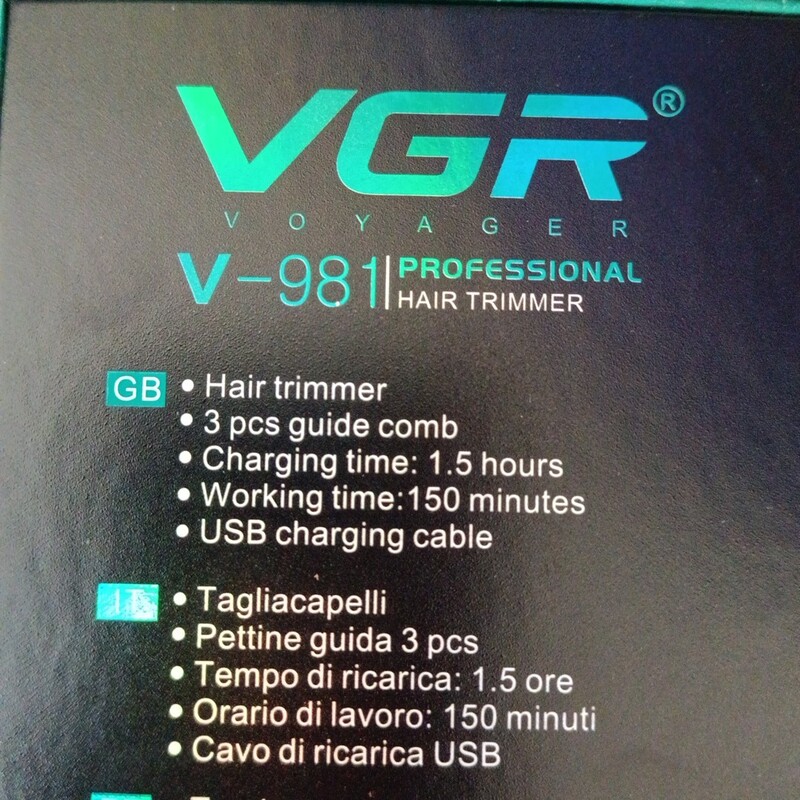 VGR®
VOYAGER
V-981 PROFESSIONAL
HAIR TRIMMER
GB • Hair trimmer
• 3 pcs guide comb
• Charging time: 1.5 hours
• Working time:150 minutes
• USB charging cable
IT • Tagliacapelli
• Pettine guida 3 pcs
• Tempo di ricarica: 1.5 ore
• Orario di lavoro: 150 minuti
• Cavo di ricarica USB